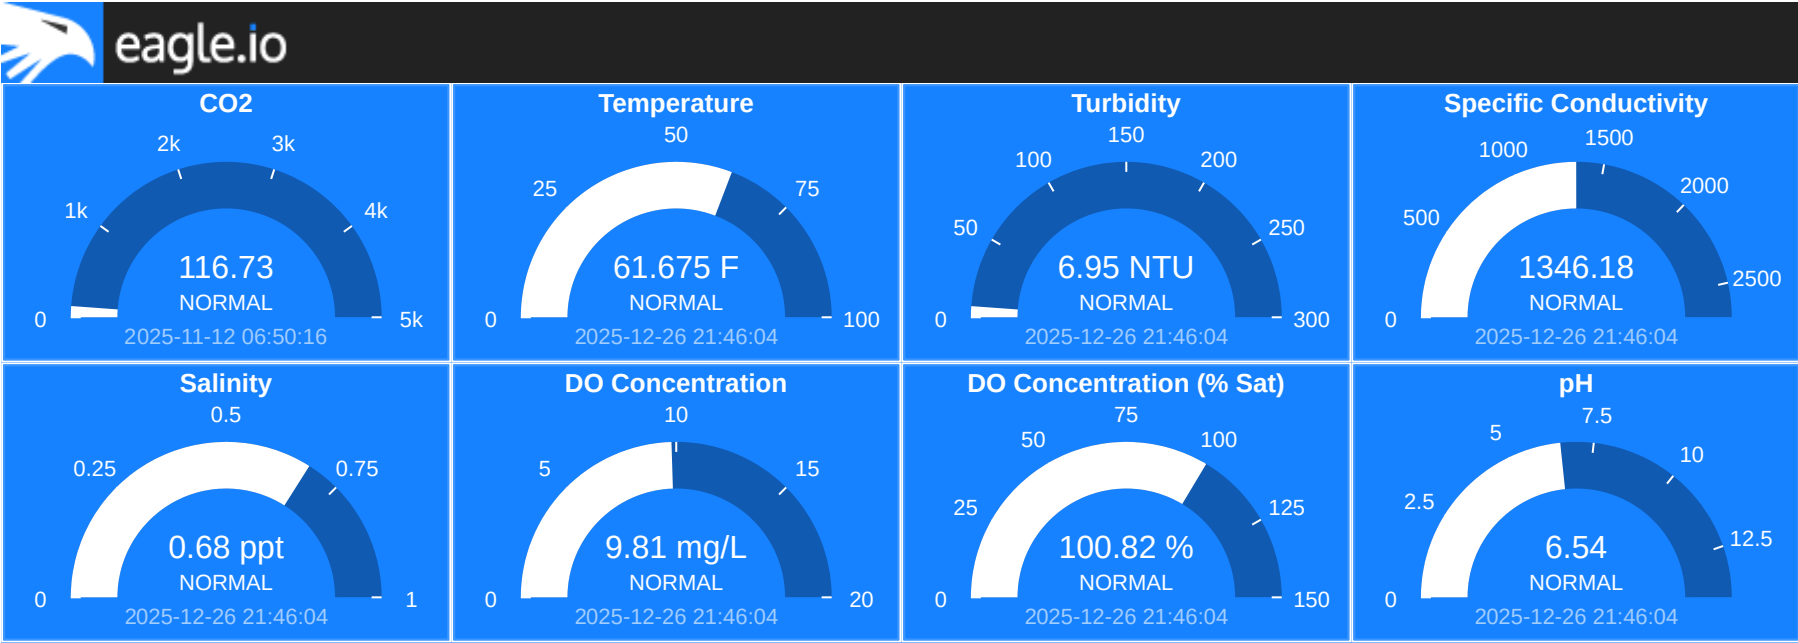 eagle.io
CO2
2k
3k
1k
4k
116.73
NORMAL
0
5k
2025-11-12 06:50:16
Temperature
50
25
75
61.675 F
NORMAL
0
100
2025-12-26 21:46:04
Turbidity
150
100
200
50
250
6.95 NTU
NORMAL
0
300
2025-12-26 21:46:04
Specific Conductivity
1500
1000
2000
500
2500
1346.18
NORMAL
0
2025-12-26 21:46:04
Salinity
0.5
0.25
0.75
0.68 ppt
NORMAL
0
1
2025-12-26 21:46:04
DO Concentration
10
5
15
9.81 mg/L
NORMAL
0
20
2025-12-26 21:46:04
DO Concentration (% Sat)
75
50
100
25
125
100.82 %
NORMAL
0
150
2025-12-26 21:46:04
pH
7.5
5
10
2.5
12.5
6.54
NORMAL
0
2025-12-26 21:46:04